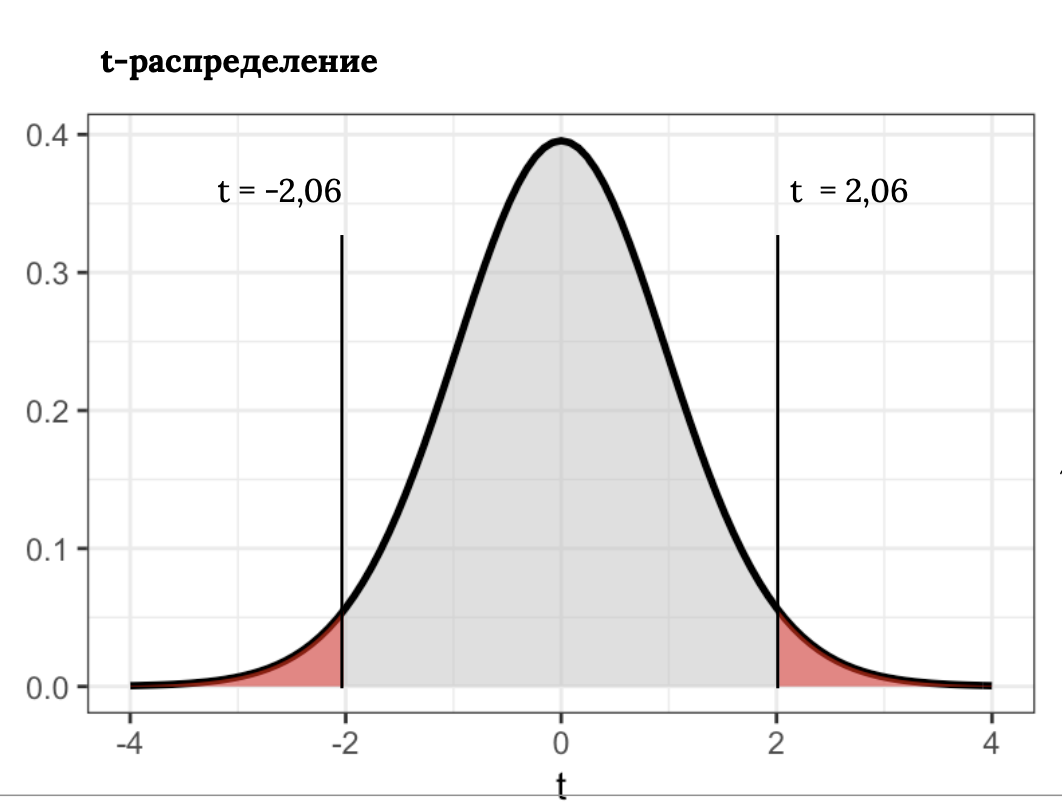 t-распределение
0.4
t = -2,06
t = 2,06
0.3
0.2
0.1
0.0
-4
-2
0
2
4
t